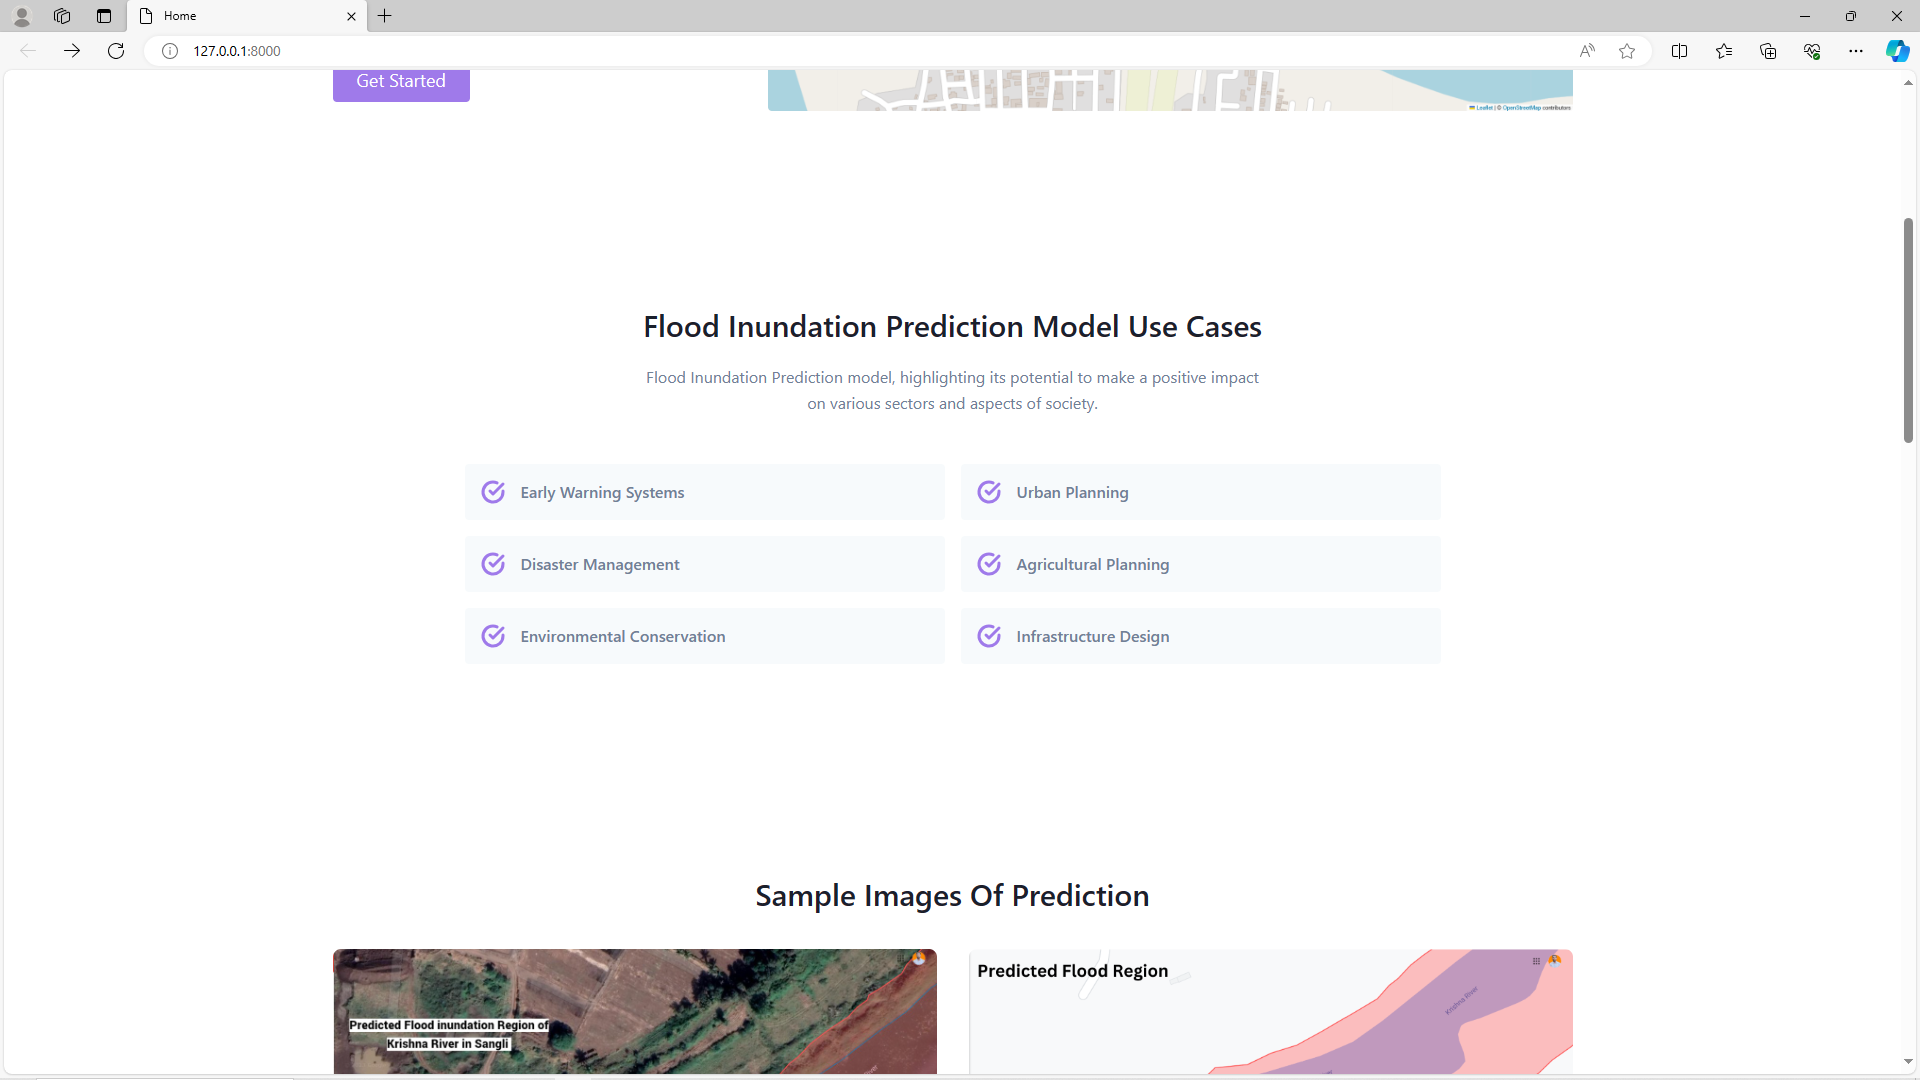 Home
127.0.0.1:8000
Get Started
Leaflet | © OpenStreetMap contributors
Flood Inundation Prediction Model Use Cases
Flood Inundation Prediction model, highlighting its potential to make a positive impact
on various sectors and aspects of society.
Early Warning Systems
Urban Planning
Disaster Management
Agricultural Planning
Environmental Conservation
Infrastructure Design
Sample Images Of Prediction
Predicted Flood inundation Region of
Krishna River in Sangli
Predicted Flood Region
Krishna River